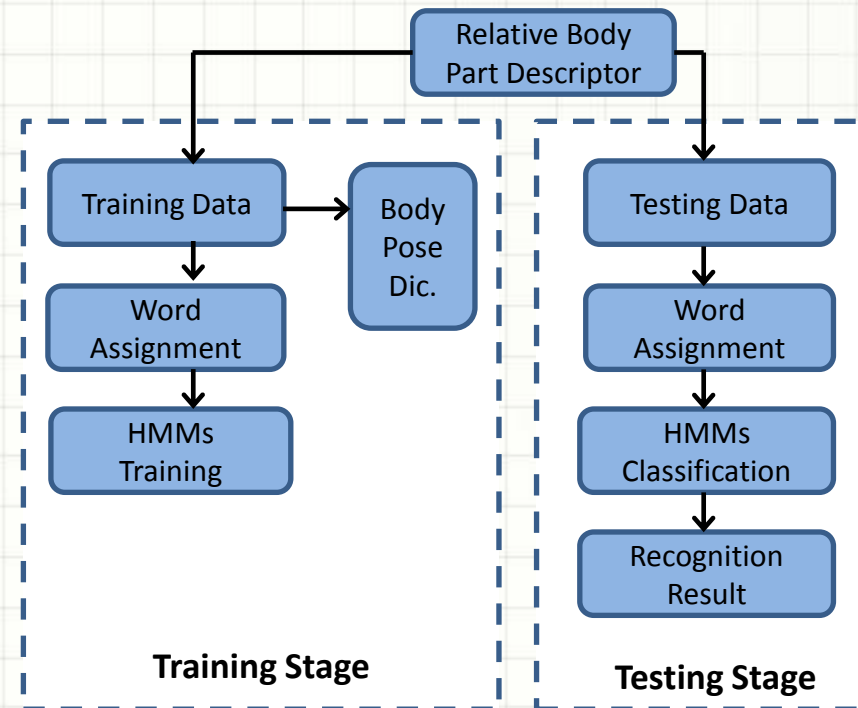 Relative Body
Part Descriptor
Training Data
Body
Pose
Dic.
Word
Assignment
HMMs
Training
Training Stage
Testing Data
Word
Assignment
HMMs
Classification
Recognition
Result
Testing Stage